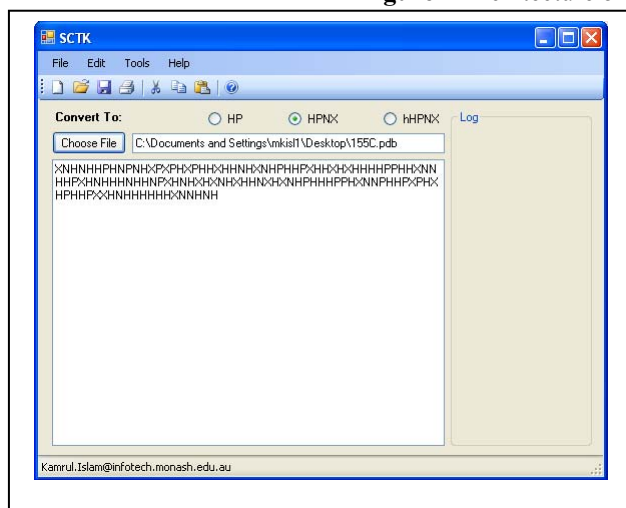 SCTK
File Edit Tools Help
Convert To: HP HPNX hHPNX Log
Choose File C:\Documents and Settings\mkisl1\Desktop\155C.pdb
XNHNHHPHNPNHXPXPHXPHHXHHNHXNHPHHPXHHXHXHHHHPPHHXNN
HHPXHNHHHNHHNPXHNHXHXNHXHHNXHXNHPHHHPPHXNNPHHPXPHX
HPHHPXXHNHHHHHHXNNHNH
Kamrul.Islam@infotech.monash.edu.au